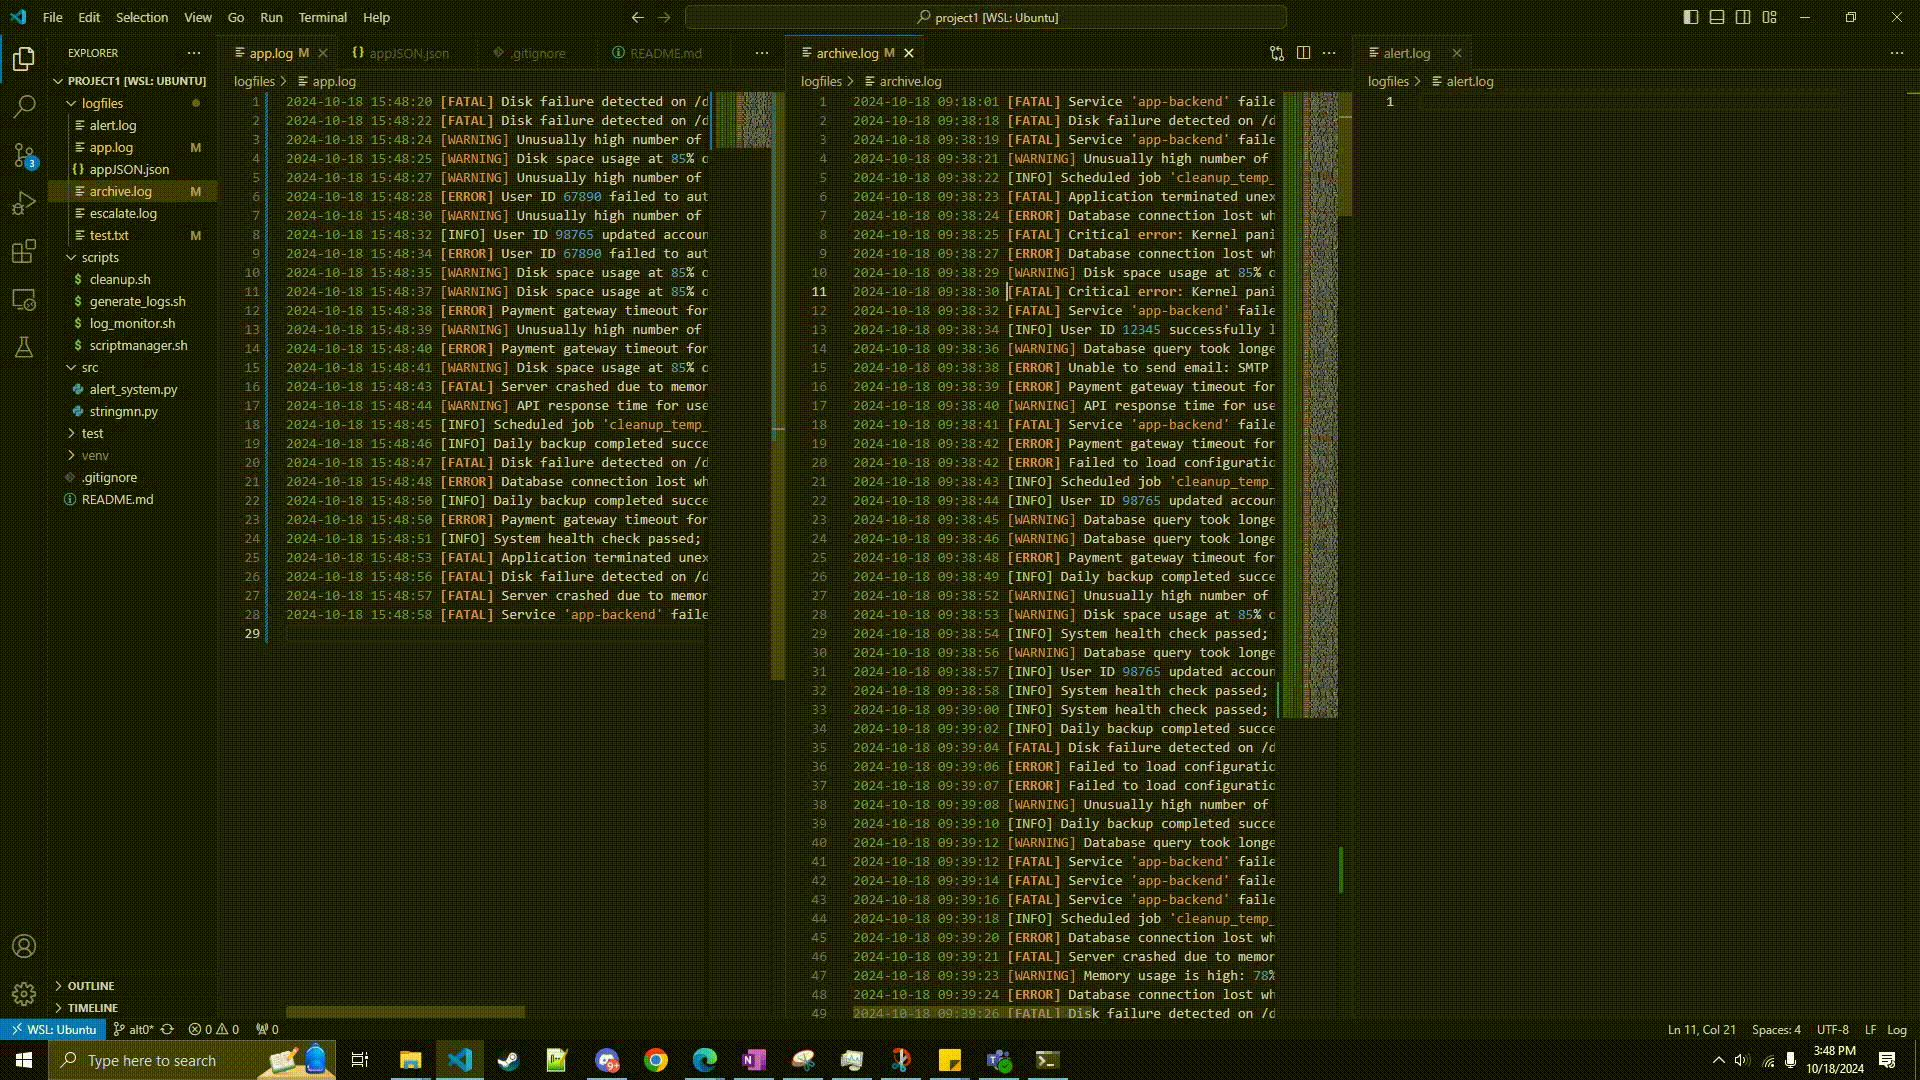 File Edit Selection View Go Run Terminal Help
project1 [WSL: Ubuntu]
EXPLORER
PROJECT1 [WSL: UBUNTU]
logfiles
alert.log
app.log M
appJSON.json
archive.log M
escalate.log
test.txt M
scripts
cleanup.sh
generate_logs.sh
log_monitor.sh
scriptmanager.sh
src
alert_system.py
stringmn.py
test
venv
.gitignore
README.md
OUTLINE
TIMELINE
3
app.log M
appJSON.json
.gitignore
README.md
logfiles > app.log
1 2024-10-18 15:48:20 [FATAL] Disk failure detected on /d
2 2024-10-18 15:48:22 [FATAL] Disk failure detected on /d
3 2024-10-18 15:48:24 [WARNING] Unusually high number of
4 2024-10-18 15:48:25 [WARNING] Disk space usage at 85% o
5 2024-10-18 15:48:27 [WARNING] Unusually high number of
6 2024-10-18 15:48:28 [ERROR] User ID 67890 failed to aut
7 2024-10-18 15:48:30 [WARNING] Unusually high number of
8 2024-10-18 15:48:32 [INFO] User ID 98765 updated accoun
9 2024-10-18 15:48:34 [ERROR] User ID 67890 failed to aut
10 2024-10-18 15:48:35 [WARNING] Disk space usage at 85% o
11 2024-10-18 15:48:37 [WARNING] Disk space usage at 85% o
12 2024-10-18 15:48:38 [ERROR] Payment gateway timeout for
13 2024-10-18 15:48:39 [WARNING] Unusually high number of
14 2024-10-18 15:48:40 [ERROR] Payment gateway timeout for
15 2024-10-18 15:48:41 [WARNING] Disk space usage at 85% o
16 2024-10-18 15:48:43 [FATAL] Server crashed due to memor
17 2024-10-18 15:48:44 [WARNING] API response time for use
18 2024-10-18 15:48:45 [INFO] Scheduled job 'cleanup_temp_
19 2024-10-18 15:48:46 [INFO] Daily backup completed succe
20 2024-10-18 15:48:47 [FATAL] Disk failure detected on /d
21 2024-10-18 15:48:48 [ERROR] Database connection lost wh
22 2024-10-18 15:48:50 [INFO] Daily backup completed succe
23 2024-10-18 15:48:50 [ERROR] Payment gateway timeout for
24 2024-10-18 15:48:51 [INFO] System health check passed;
25 2024-10-18 15:48:53 [FATAL] Application terminated unex
26 2024-10-18 15:48:56 [FATAL] Disk failure detected on /d
27 2024-10-18 15:48:57 [FATAL] Server crashed due to memor
28 2024-10-18 15:48:58 [FATAL] Service 'app-backend' faile
29
archive.log M
logfiles > archive.log
1 2024-10-18 09:18:01 [FATAL] Service 'app-backend' faile
2 2024-10-18 09:38:18 [FATAL] Disk failure detected on /d
3 2024-10-18 09:38:19 [FATAL] Service 'app-backend' faile
4 2024-10-18 09:38:21 [WARNING] Unusually high number of
5 2024-10-18 09:38:22 [INFO] Scheduled job 'cleanup_temp_
6 2024-10-18 09:38:23 [FATAL] Application terminated unex
7 2024-10-18 09:38:24 [ERROR] Database connection lost wh
8 2024-10-18 09:38:25 [FATAL] Critical error: Kernel pani
9 2024-10-18 09:38:27 [ERROR] Database connection lost wh
10 2024-10-18 09:38:29 [WARNING] Disk space usage at 85% o
11 2024-10-18 09:38:30 [FATAL] Critical error: Kernel pani
12 2024-10-18 09:38:32 [FATAL] Service 'app-backend' faile
13 2024-10-18 09:38:34 [INFO] User ID 12345 successfully l
14 2024-10-18 09:38:36 [WARNING] Database query took longe
15 2024-10-18 09:38:38 [ERROR] Unable to send email: SMTP
16 2024-10-18 09:38:39 [ERROR] Payment gateway timeout for
17 2024-10-18 09:38:40 [WARNING] API response time for use
18 2024-10-18 09:38:41 [FATAL] Service 'app-backend' faile
19 2024-10-18 09:38:42 [ERROR] Payment gateway timeout for
20 2024-10-18 09:38:42 [ERROR] Failed to load configuratio
21 2024-10-18 09:38:43 [INFO] Scheduled job 'cleanup_temp_
22 2024-10-18 09:38:44 [INFO] User ID 98765 updated accoun
23 2024-10-18 09:38:45 [WARNING] Database query took longe
24 2024-10-18 09:38:46 [WARNING] Database query took longe
25 2024-10-18 09:38:48 [ERROR] Payment gateway timeout for
26 2024-10-18 09:38:49 [INFO] Daily backup completed succe
27 2024-10-18 09:38:52 [WARNING] Unusually high number of
28 2024-10-18 09:38:53 [WARNING] Disk space usage at 85% o
29 2024-10-18 09:38:54 [INFO] System health check passed;
30 2024-10-18 09:38:56 [WARNING] Database query took longe
31 2024-10-18 09:38:57 [INFO] User ID 98765 updated accoun
32 2024-10-18 09:38:58 [INFO] System health check passed;
33 2024-10-18 09:39:00 [INFO] System health check passed;
34 2024-10-18 09:39:02 [INFO] Daily backup completed succe
35 2024-10-18 09:39:04 [FATAL] Disk failure detected on /d
36 2024-10-18 09:39:06 [ERROR] Failed to load configuratio
37 2024-10-18 09:39:07 [ERROR] Failed to load configuratio
38 2024-10-18 09:39:08 [WARNING] Unusually high number of
39 2024-10-18 09:39:10 [INFO] Daily backup completed succe
40 2024-10-18 09:39:12 [WARNING] Database query took longe
41 2024-10-18 09:39:12 [FATAL] Service 'app-backend' faile
42 2024-10-18 09:39:14 [FATAL] Service 'app-backend' faile
43 2024-10-18 09:39:16 [FATAL] Service 'app-backend' faile
44 2024-10-18 09:39:18 [INFO] Scheduled job 'cleanup_temp_
45 2024-10-18 09:39:20 [ERROR] Database connection lost wh
46 2024-10-18 09:39:21 [FATAL] Server crashed due to memor
47 2024-10-18 09:39:23 [WARNING] Memory usage is high: 78%
48 2024-10-18 09:39:24 [ERROR] Database connection lost wh
49 2024-10-18 09:39:26 [FATAL] Disk failure detected on /d
alert.log
logfiles > alert.log
1
WSL: Ubuntu alt0* 0 0 0
Ln 11, Col 21 Spaces: 4 UTF-8 LF Log
Type here to search
3:48 PM
10/18/2024